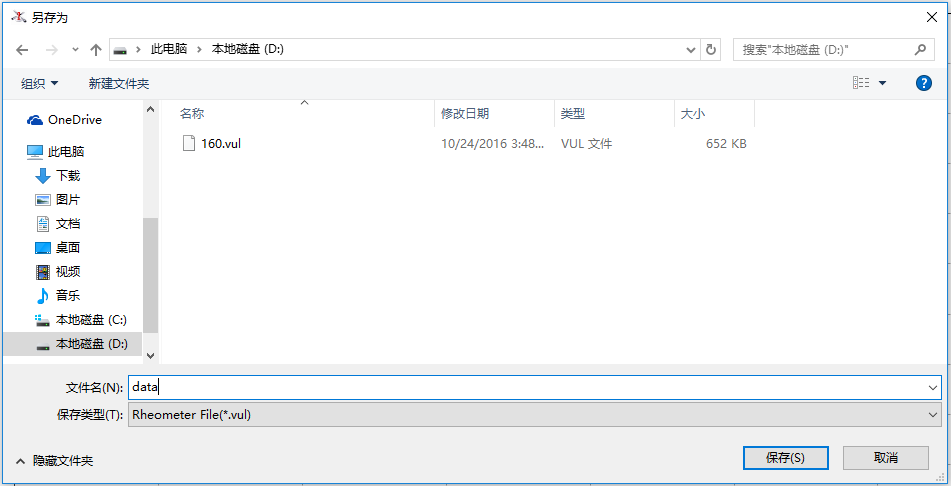 另存为
此电脑 本地磁盘 (D:) 搜索"本地磁盘 (D:)"
组织 新建文件夹
名称 修改日期 类型 大小
160.vul 10/24/2016 3:48... VUL 文件 652 KB
OneDrive
此电脑
下载
图片
文档
桌面
视频
音乐
本地磁盘 (C:)
本地磁盘 (D:)
文件名(N): data
保存类型(T): Rheometer File(*.vul)
隐藏文件夹 保存(S) 取消